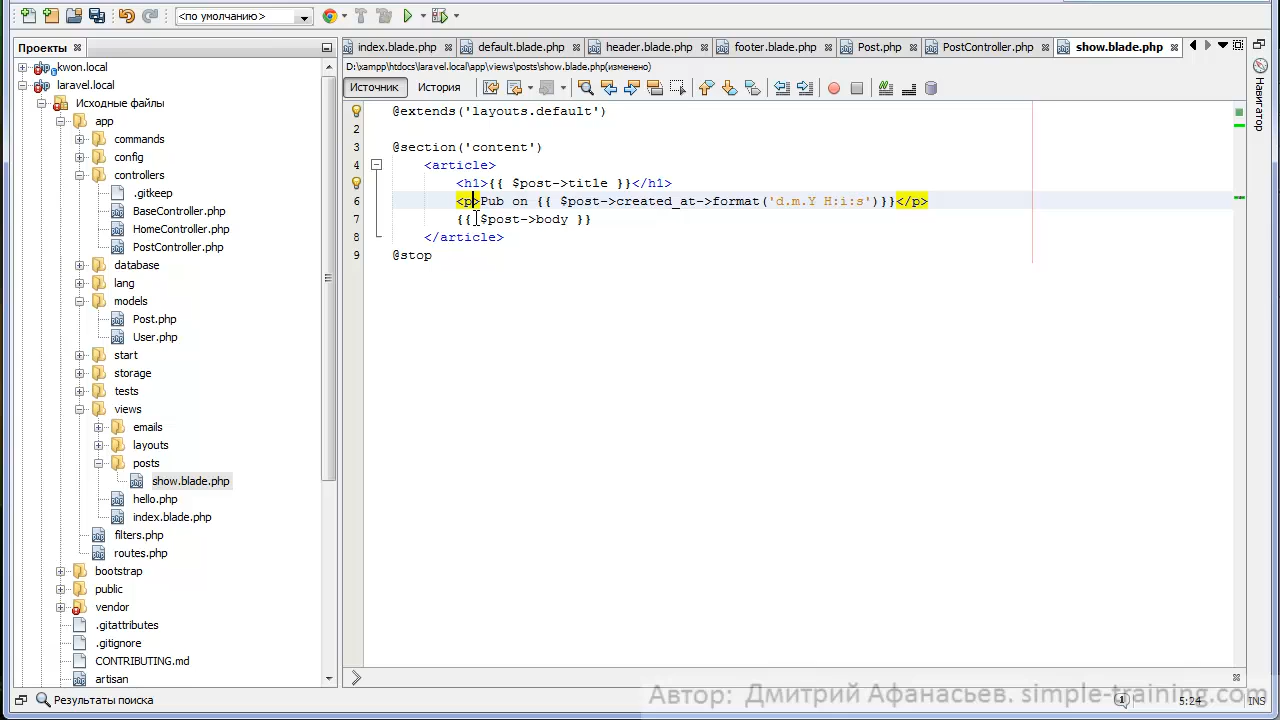 <по умолчанию>
Проекты
index.blade.php
default.blade.php
header.blade.php
footer.blade.php
Post.php
PostController.php
show.blade.php
D:\xampp\htdocs\laravel.local\app\views\posts\show.blade.php(изменено)
Источник
История
Навигатор
kwon.local
laravel.local
Исходные файлы
app
commands
config
controllers
.gitkeep
BaseController.php
HomeController.php
PostController.php
database
lang
models
Post.php
User.php
start
storage
tests
views
emails
layouts
posts
show.blade.php
hello.php
index.blade.php
filters.php
routes.php
bootstrap
public
vendor
.gitattributes
.gitignore
CONTRIBUTING.md
artisan
@extends('layouts.default')
2
3 @section('content')
4 <article>
<h1>{{ $post->title }}</h1>
6 <p>Pub on {{ $post->created_at->format('d.m.Y H:i:s')}}</p>
7 {{ $post->body }}
8 </article>
9 @stop
Результаты поиска
5:24
INS
Автор: Дмитрий Афанасьев. simple-training.com